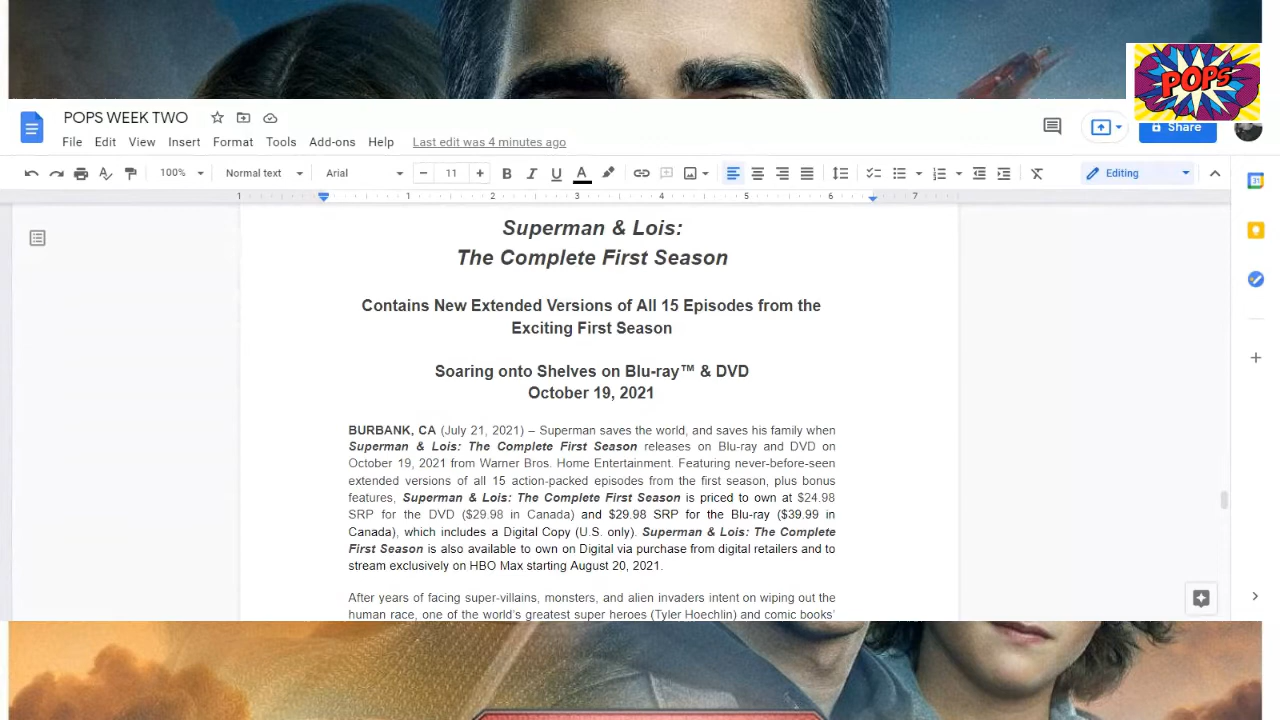 POPS
POPS WEEK TWO
File Edit View Insert Format Tools Add-ons Help Last edit was 4 minutes ago
Share
100% Normal text Arial 11 B I U A Editing
1 1 2 3 4 5 6 7
Superman & Lois:
The Complete First Season
Contains New Extended Versions of All 15 Episodes from the
Exciting First Season
Soaring onto Shelves on Blu-ray™ & DVD
October 19, 2021
BURBANK, CA (July 21, 2021) – Superman saves the world, and saves his family when
Superman & Lois: The Complete First Season releases on Blu-ray and DVD on
October 19, 2021 from Warner Bros. Home Entertainment. Featuring never-before-seen
extended versions of all 15 action-packed episodes from the first season, plus bonus
features, Superman & Lois: The Complete First Season is priced to own at $24.98
SRP for the DVD ($29.98 in Canada) and $29.98 SRP for the Blu-ray ($39.99 in
Canada), which includes a Digital Copy (U.S. only). Superman & Lois: The Complete
First Season is also available to own on Digital via purchase from digital retailers and to
stream exclusively on HBO Max starting August 20, 2021.
After years of facing super-villains, monsters, and alien invaders intent on wiping out the
human race, one of the world's greatest super heroes (Tyler Hoechlin) and comic books'